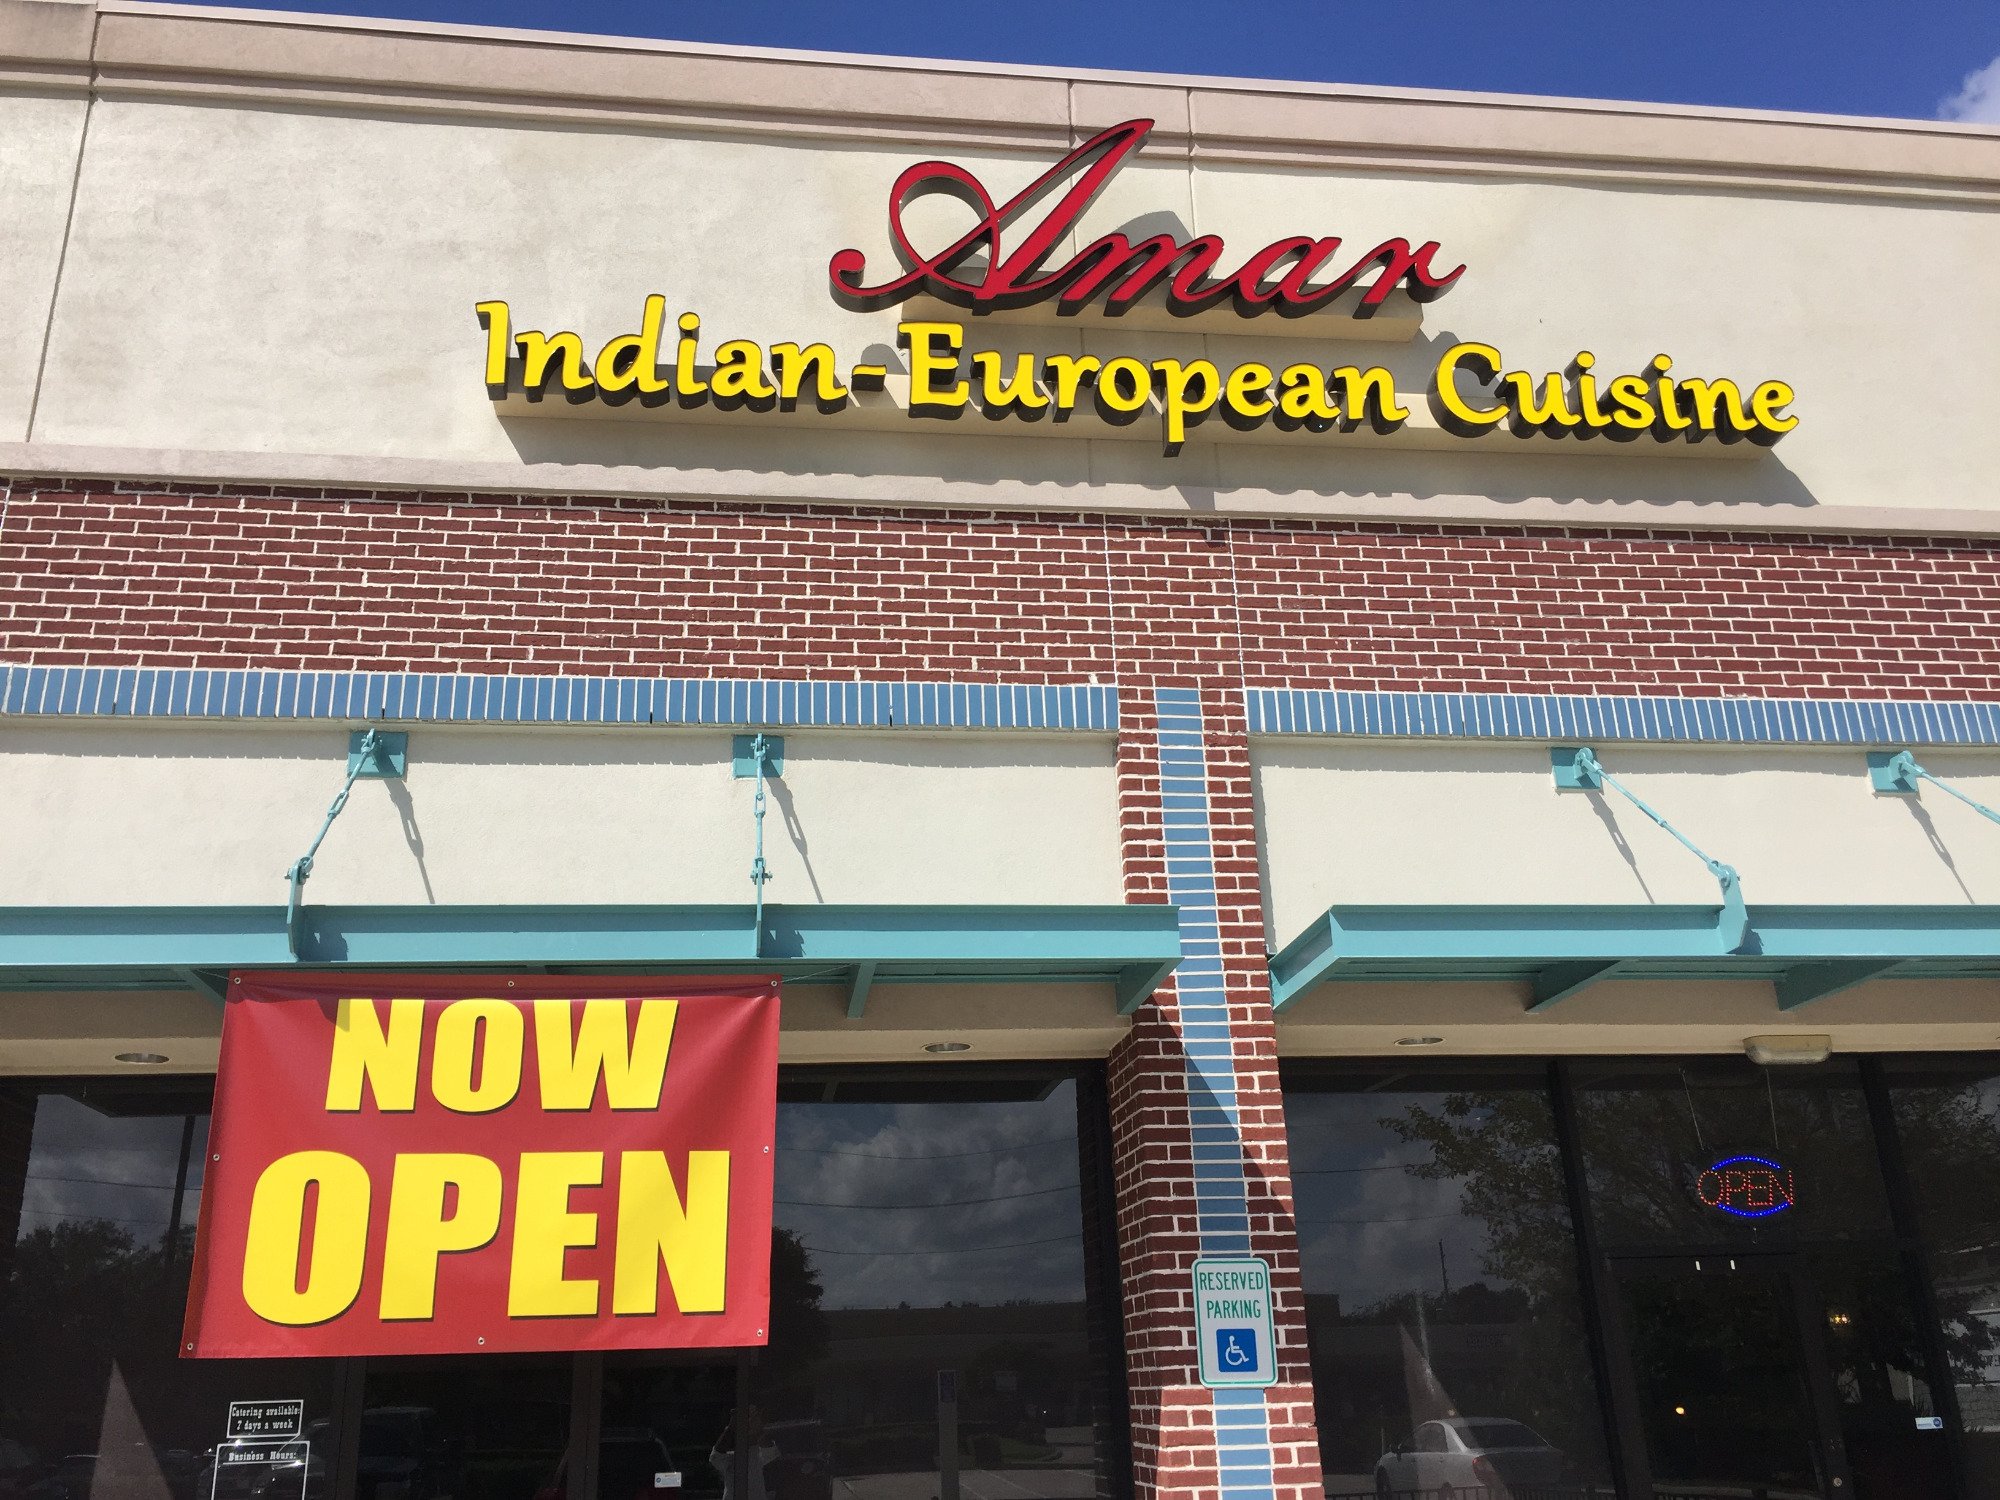 Amar
Indian-European Cuisine
NOW
OPEN
OPEN
RESERVED
PARKING
Catering available
7 days a week
Business Hours: